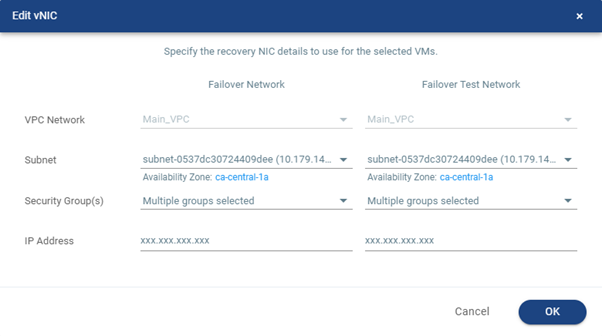 Edit vNIC ×
Specify the recovery NIC details to use for the selected VMs.
Failover Network Failover Test Network
VPC Network Main_VPC Main_VPC
Subnet subnet-0537dc30724409dee (10.179.14... subnet-0537dc30724409dee (10.179.14...
Availability Zone: ca-central-1a Availability Zone: ca-central-1a
Security Group(s) Multiple groups selected Multiple groups selected
IP Address xxx.xxx.xxx.xxx xxx.xxx.xxx.xxx
Cancel OK